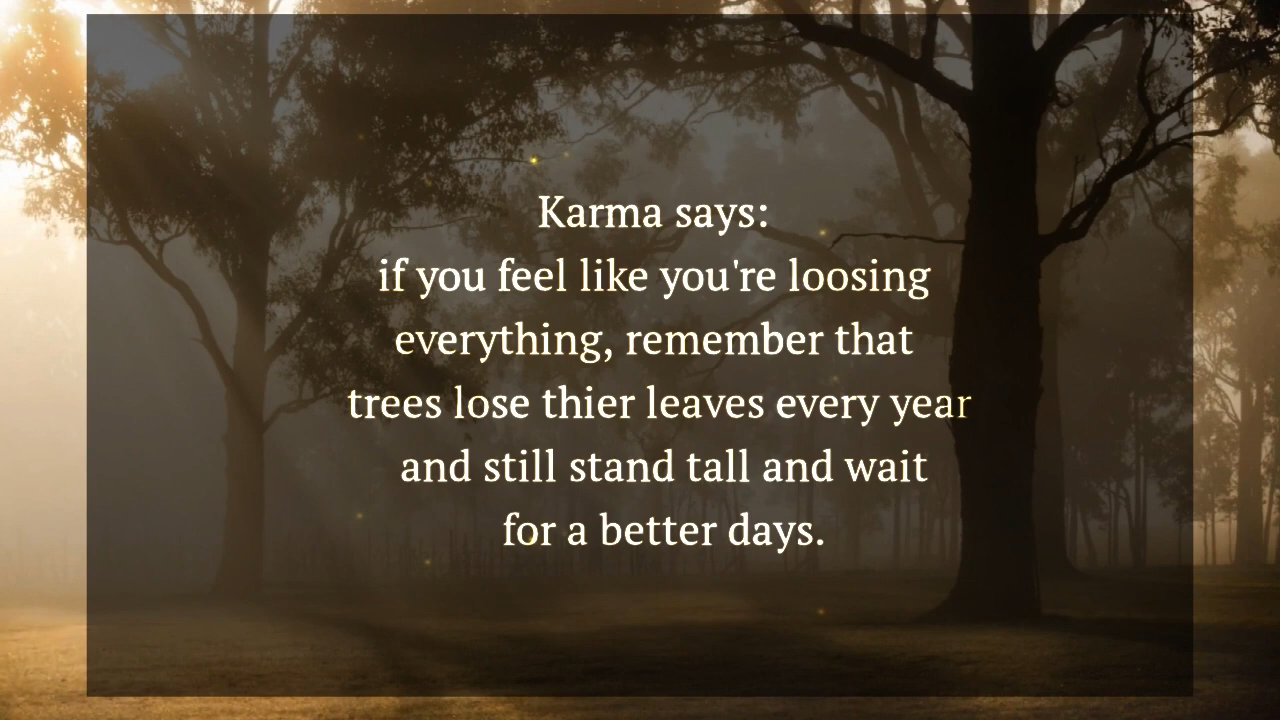 Karma says:
if you feel like you're loosing
everything, remember that
trees lose thier leaves every year
and still stand tall and wait
for a better days.